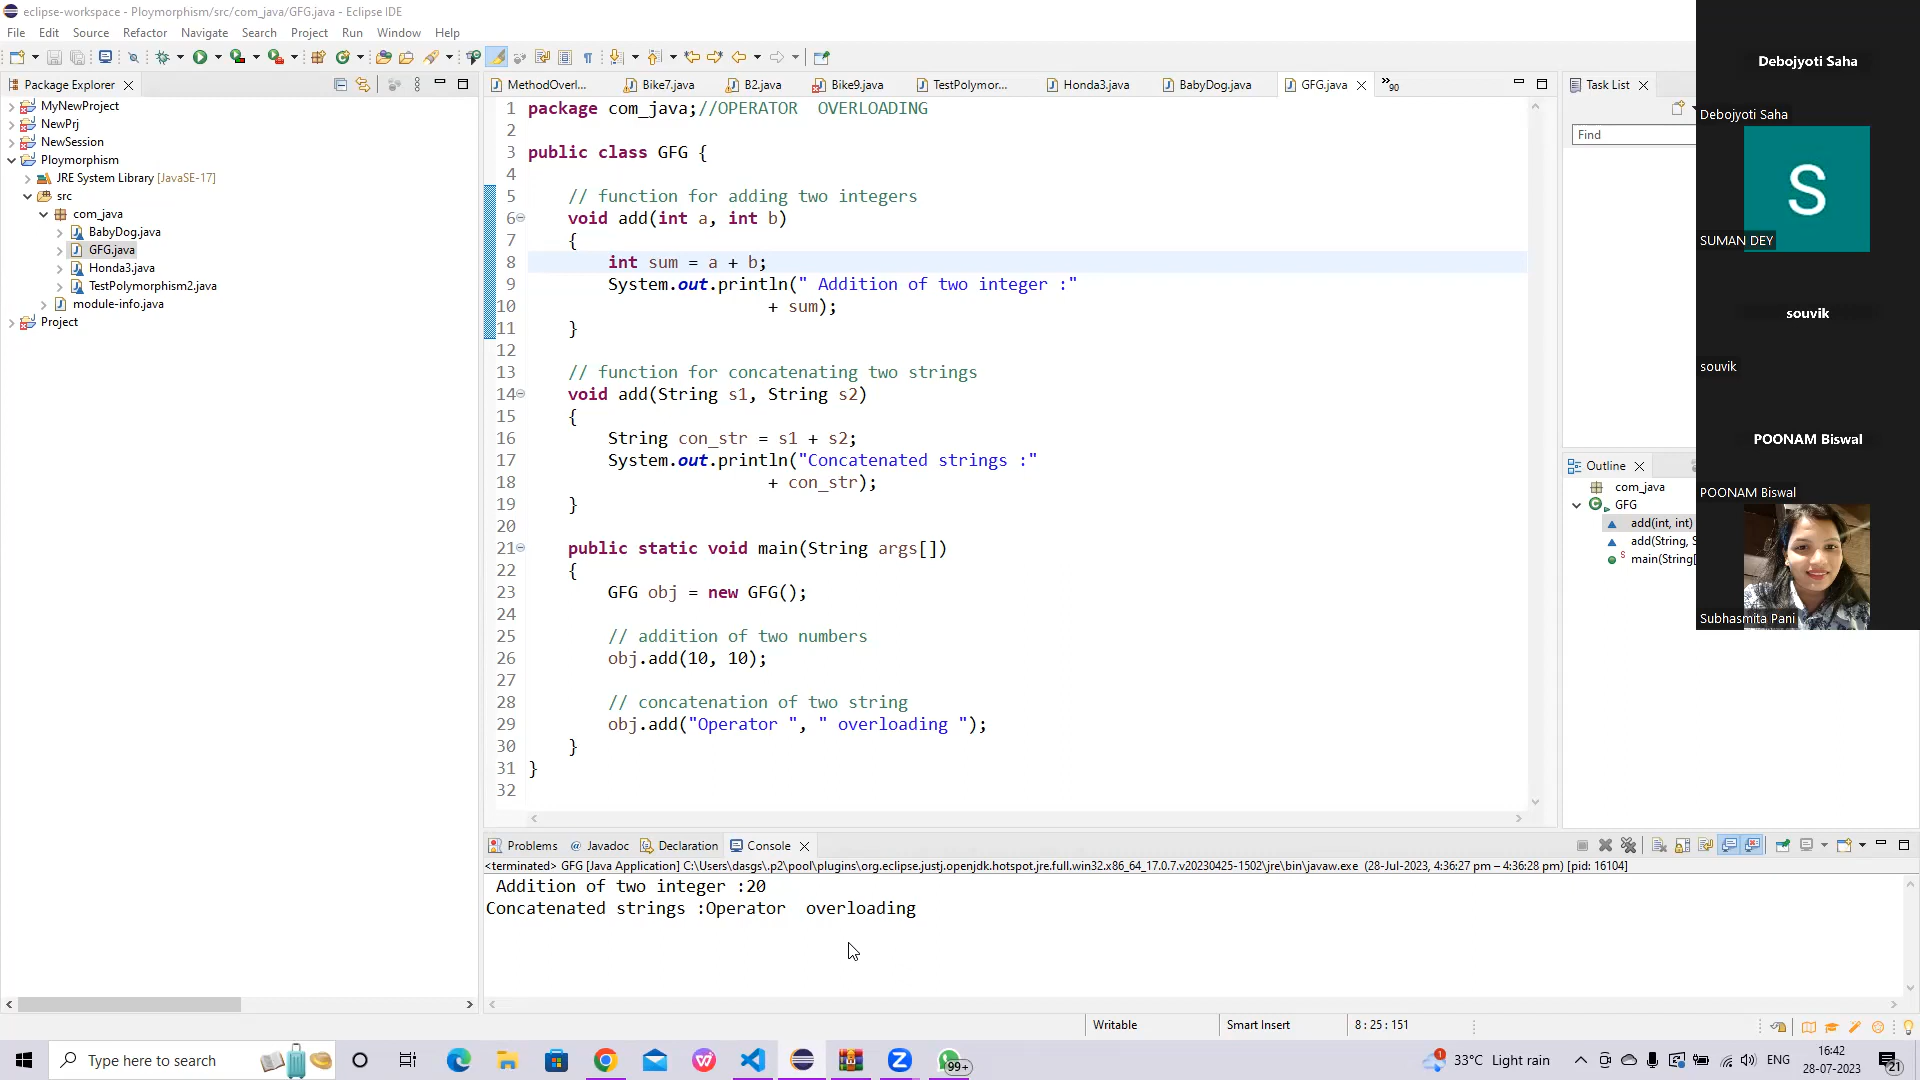 eclipse-workspace - Ploymorphism/src/com_java/GFG.java - Eclipse IDE
File Edit Source Refactor Navigate Search Project Run Window Help
Package Explorer
MyNewProject
NewPrj
NewSession
Ploymorphism
JRE System Library [JavaSE-17]
src
com_java
BabyDog.java
GFG.java
Honda3.java
TestPolymorphism2.java
module-info.java
Project
MethodOverl... Bike7.java B2.java Bike9.java TestPolymor... Honda3.java BabyDog.java GFG.java »90
1 package com_java;//OPERATOR  OVERLOADING
2
3 public class GFG {
4
5     // function for adding two integers
6     void add(int a, int b)
7     {
8         int sum = a + b;
9         System.out.println(" Addition of two integer :"
10                         + sum);
11     }
12
13     // function for concatenating two strings
14     void add(String s1, String s2)
15     {
16         String con_str = s1 + s2;
17         System.out.println("Concatenated strings :"
18                         + con_str);
19     }
20
21     public static void main(String args[])
22     {
23         GFG obj = new GFG();
24
25         // addition of two numbers
26         obj.add(10, 10);
27
28         // concatenation of two string
29         obj.add("Operator ", " overloading ");
30     }
31 }
32
Task List
Find
Outline
com_java
GFG
add(int, int)
add(String, S
main(String[
Debojyoti Saha
Debojyoti Saha
S
SUMAN DEY
souvik
souvik
POONAM Biswal
POONAM Biswal
Subhasmita Pani
Problems @ Javadoc Declaration Console
<terminated> GFG [Java Application] C:\Users\dasgs\.p2\pool\plugins\org.eclipse.justj.openjdk.hotspot.jre.full.win32.x86_64_17.0.7.v20230425-1502\jre\bin\javaw.exe (28-Jul-2023, 4:36:27 pm – 4:36:28 pm) [pid: 16104]
 Addition of two integer :20
Concatenated strings :Operator  overloading
Writable Smart Insert 8 : 25 : 151
Type here to search
99+
33°C Light rain
ENG
16:42
28-07-2023
21